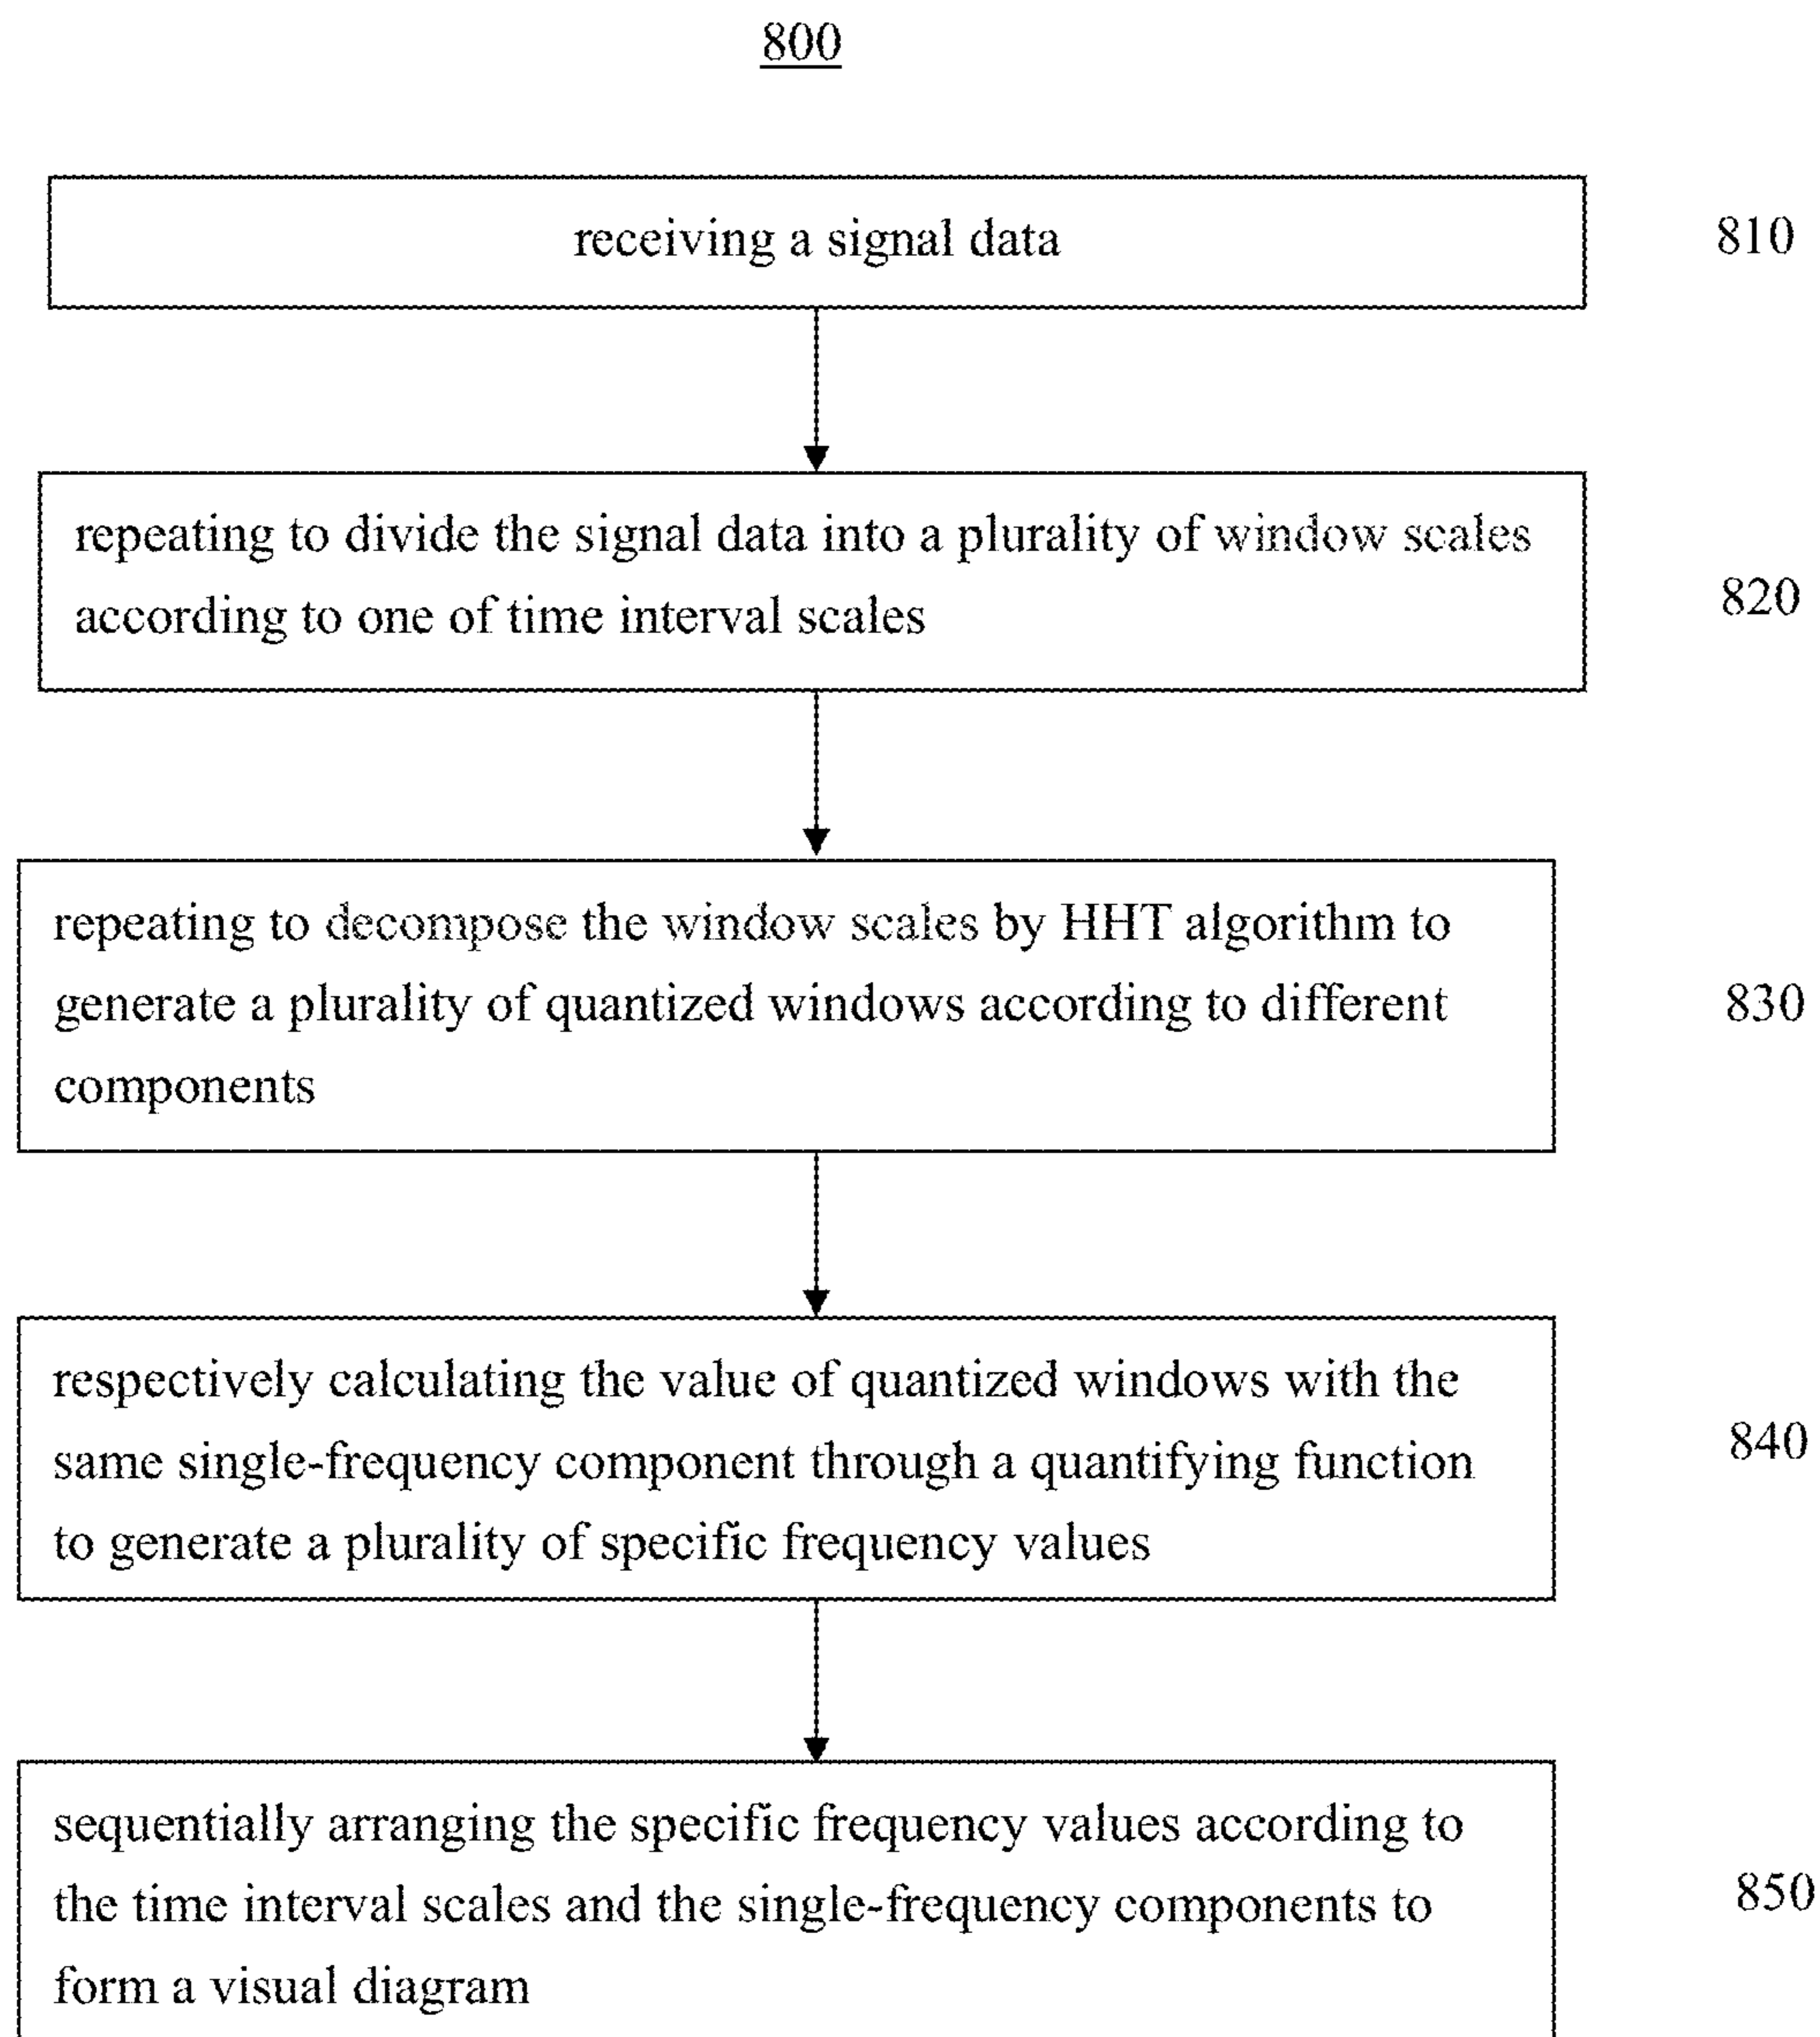 800
receiving a signal data
810
repeating to divide the signal data into a plurality of window scales
according to one of time interval scales
820
repeating to decompose the window scales by HHT algorithm to
generate a plurality of quantized windows according to different
components
830
respectively calculating the value of quantized windows with the
same single-frequency component through a quantifying function
to generate a plurality of specific frequency values
840
sequentially arranging the specific frequency values according to
the time interval scales and the single-frequency components to
form a visual diagram
850